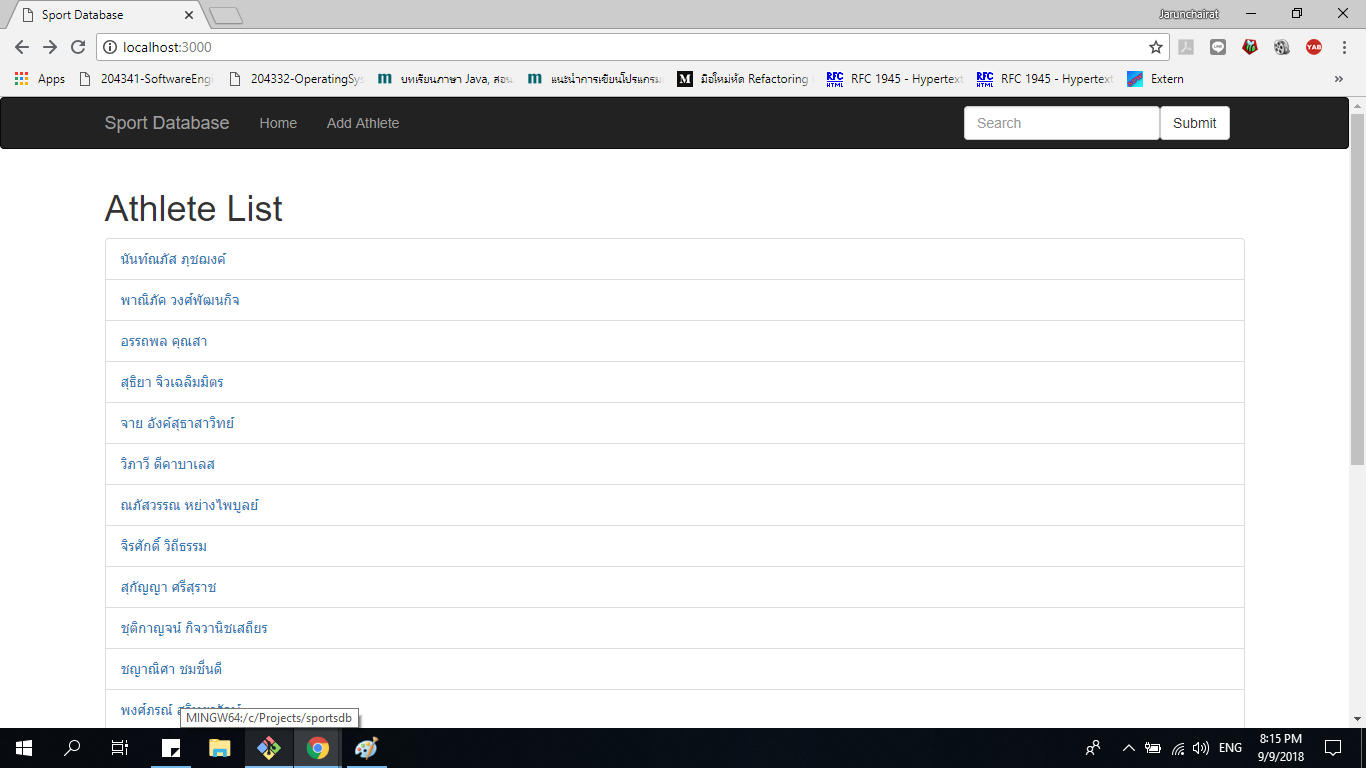 Sport Database
Jarunchairat
localhost:3000
Apps 204341-SoftwareEngi 204332-OperatingSys บทเรียนภาษา Java, สอน แนะนำการเขียนโปรแกรม มือใหม่หัด Refactoring RFC 1945 - Hypertext RFC 1945 - Hypertext Extern »
Sport Database Home Add Athlete Search Submit
Athlete List
นันท์ณภัส ภุชฌงค์
พาณิภัค วงศ์พัฒนกิจ
อรรถพล คุณสา
สุธิยา จิวเฉลิมมิตร
จาย อังค์สุธาสาวิทย์
วิภาวี ดีคาบาเลส
ณภัสวรรณ หย่างไพบูลย์
จิรศักดิ์ วิถีธรรม
สุกัญญา ศรีสุราช
ชุติกาญจน์ กิจวานิชเสถียร
ชญาณิศา ชมชื่นดี
พงศ์ภรณ์
MINGW64:/c/Projects/sportsdb
ENG
8:15 PM
9/9/2018